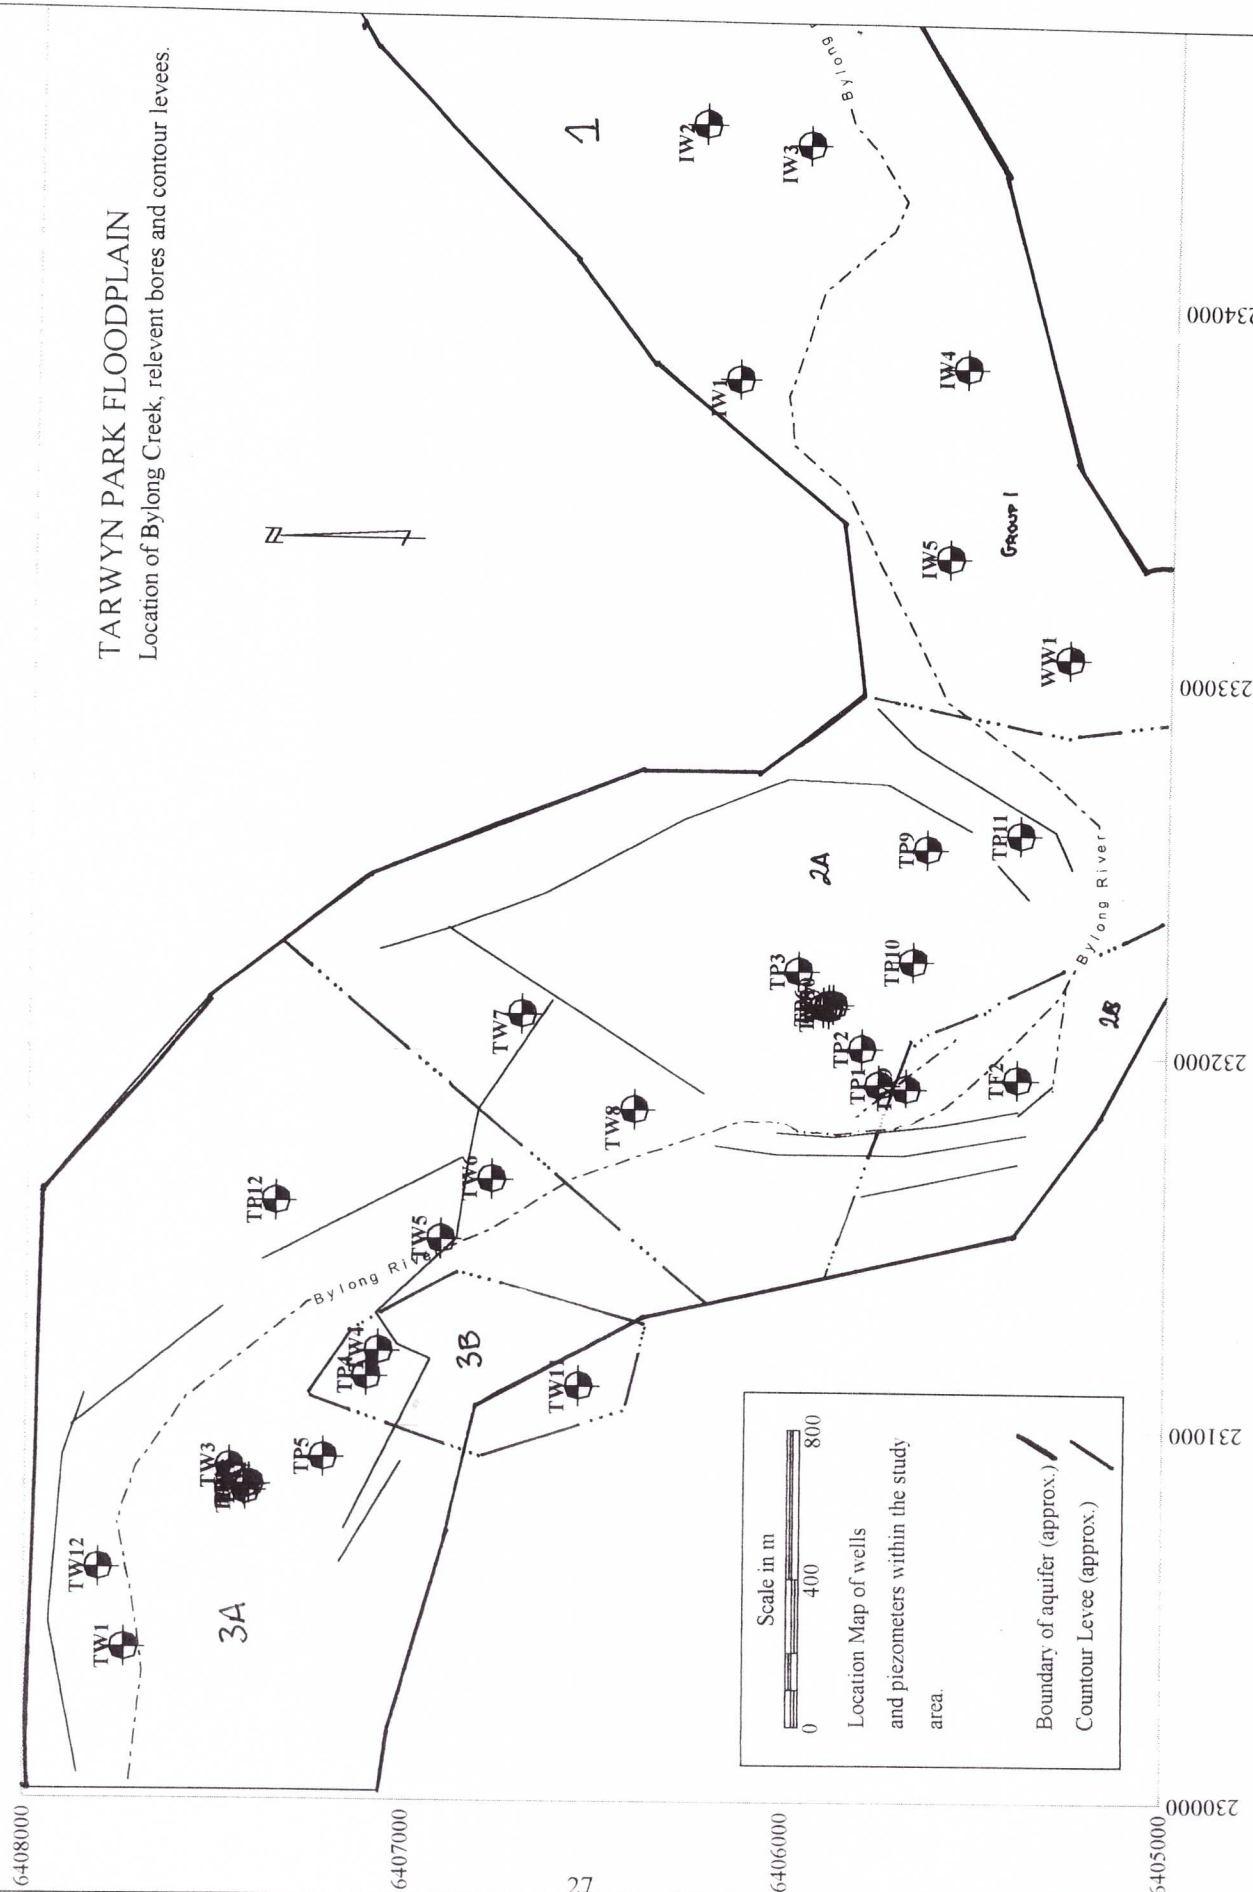 TARWYN PARK FLOODPLAIN
Location of Bylong Creek, relevent bores and contour levees.
N
6408000
6407000
6406000
6405000
230000
231000
232000
233000
234000
27
TW1
TW12
3A
TW3
TP5
TP4
TW4
3B
TW11
TP12
Bylong River
TW5
TW6
TW7
TW8
TP3
TP2
TP1
TF2
2B
TP10
2A
TP9
TP11
Bylong River
WW1
IW5
GROUP 1
IW4
IW1
IW3
IW2
1
Bylong
Bylong
Scale in m
0 400 800
Location Map of wells
and piezometers within the study
area.
Boundary of aquifer (approx.)
Countour Levee (approx.)